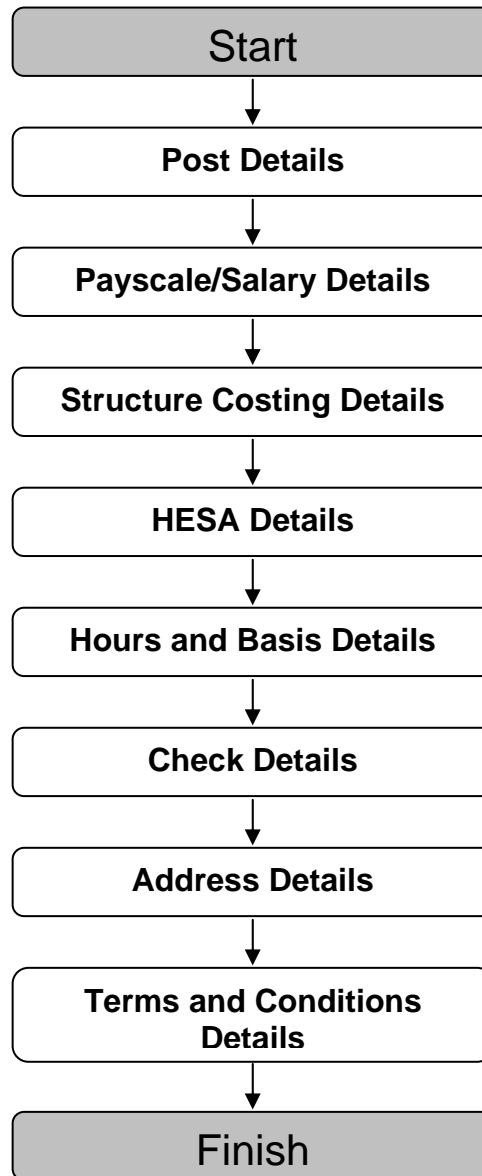 Start
Post Details
Payscale/Salary Details
Structure Costing Details
HESA Details
Hours and Basis Details
Check Details
Address Details
Terms and Conditions
Details
Finish